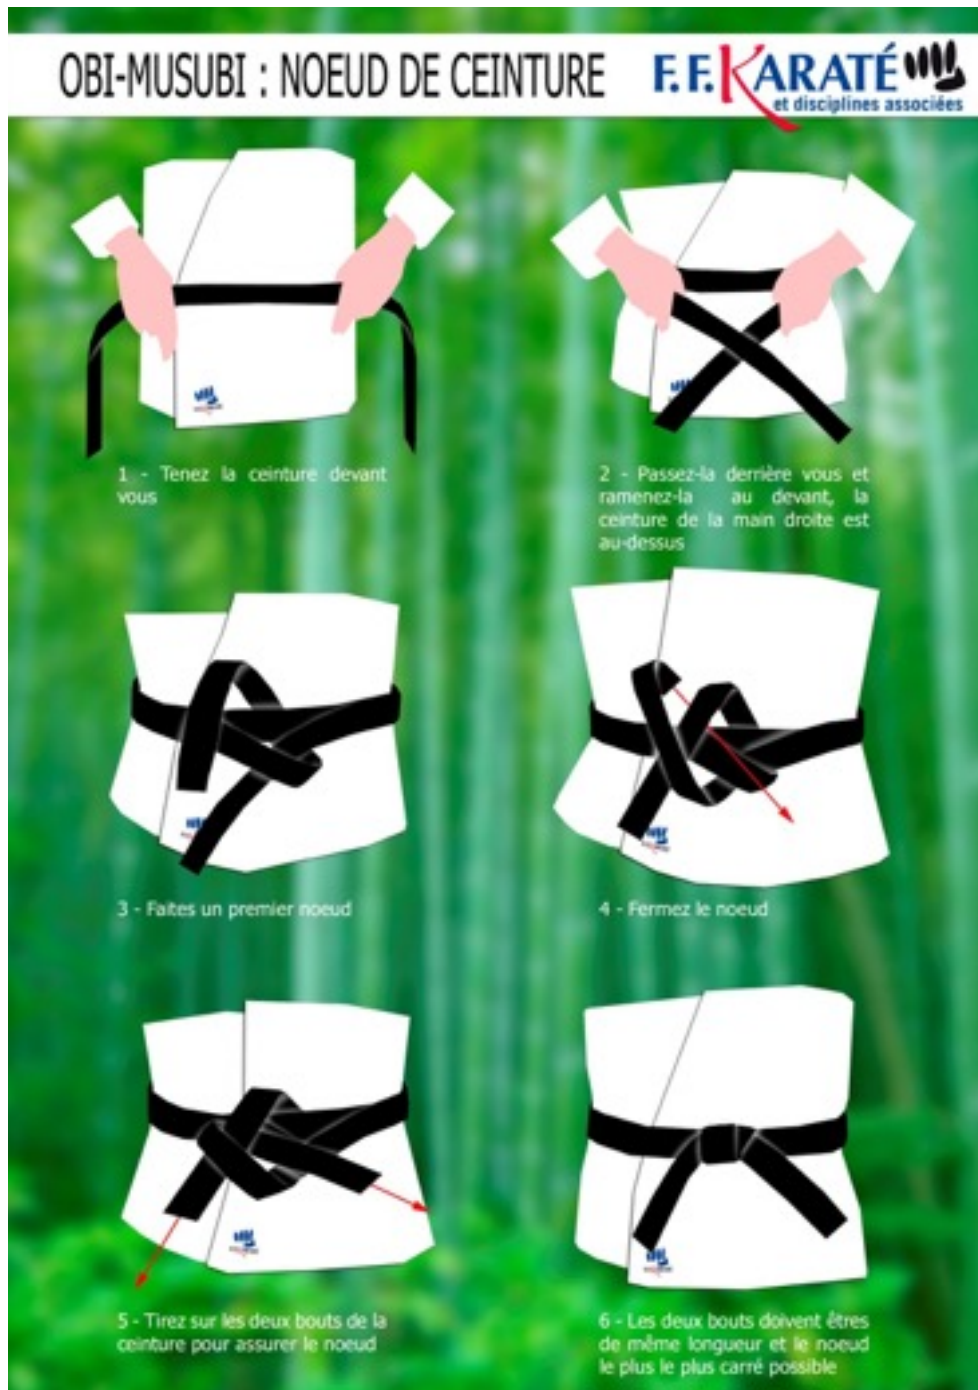 OBI-MUSUBI : NOEUD DE CEINTURE
F.F.KARATÉ
et disciplines associées
1 - Tenez la ceinture devant
vous
2 - Passez-la derrière vous et
ramenez-la au devant, la
ceinture de la main droite est
au-dessus
3 - Faites un premier noeud
4 - Fermez le noeud
5 - Tirez sur les deux bouts de la
ceinture pour assurer le noeud
6 - Les deux bouts doivent êtres
de même longueur et le noeud
le plus le plus carré possible